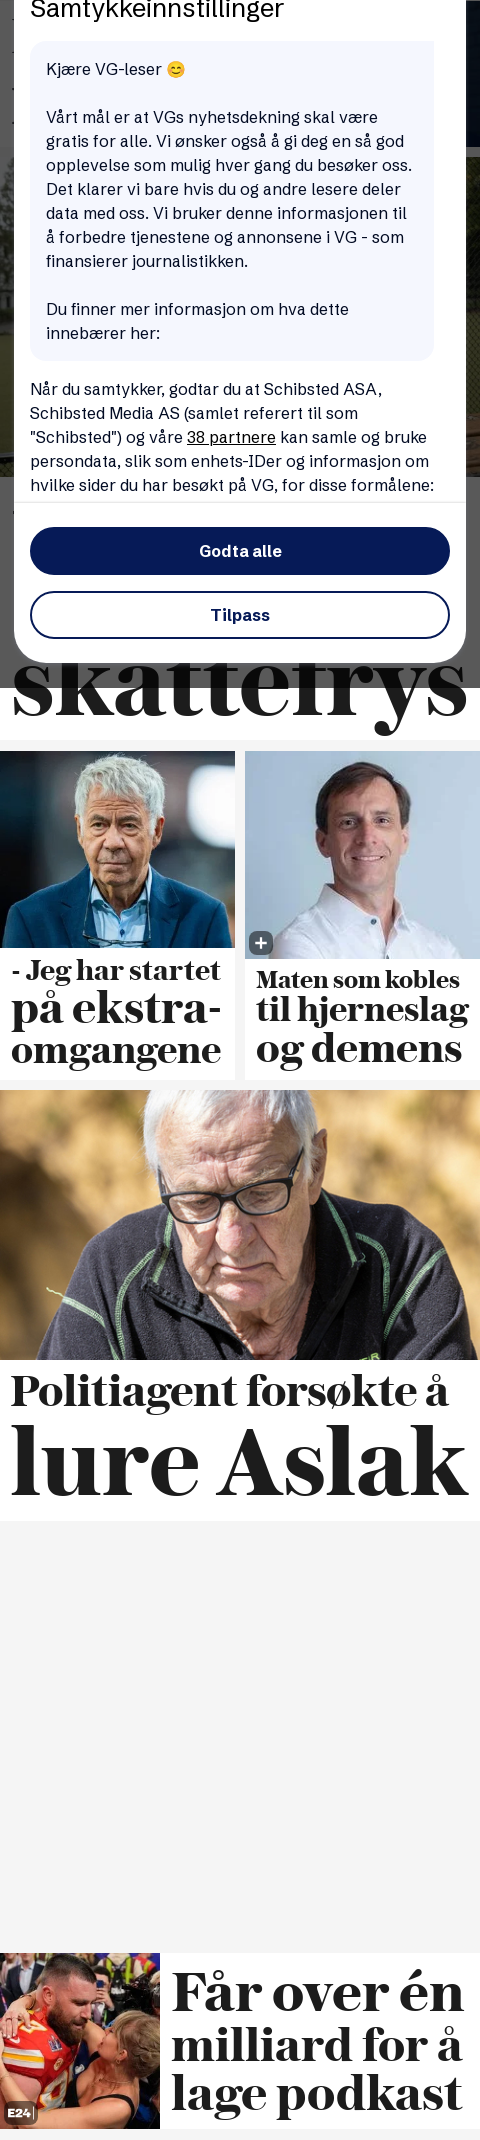 Samtykkeinnstillinger
Kjære VG-leser 😊
Vårt mål er at VGs nyhetsdekning skal være
gratis for alle. Vi ønsker også å gi deg en så god
opplevelse som mulig hver gang du besøker oss.
Det klarer vi bare hvis du og andre lesere deler
data med oss. Vi bruker denne informasjonen til
å forbedre tjenestene og annonsene i VG - som
finansierer journalistikken.
Du finner mer informasjon om hva dette
innebærer her:
Når du samtykker, godtar du at Schibsted ASA,
Schibsted Media AS (samlet referert til som
"Schibsted") og våre 38 partnere kan samle og bruke
persondata, slik som enhets-IDer og informasjon om
hvilke sider du har besøkt på VG, for disse formålene:
Godta alle
Tilpass
skattefrys
- Jeg har startet
på ekstra-
omgangene
Maten som kobles
til hjerneslag
og demens
Politiagent forsøkte å
lure Aslak
Får over én
milliard for å
lage podkast
E24